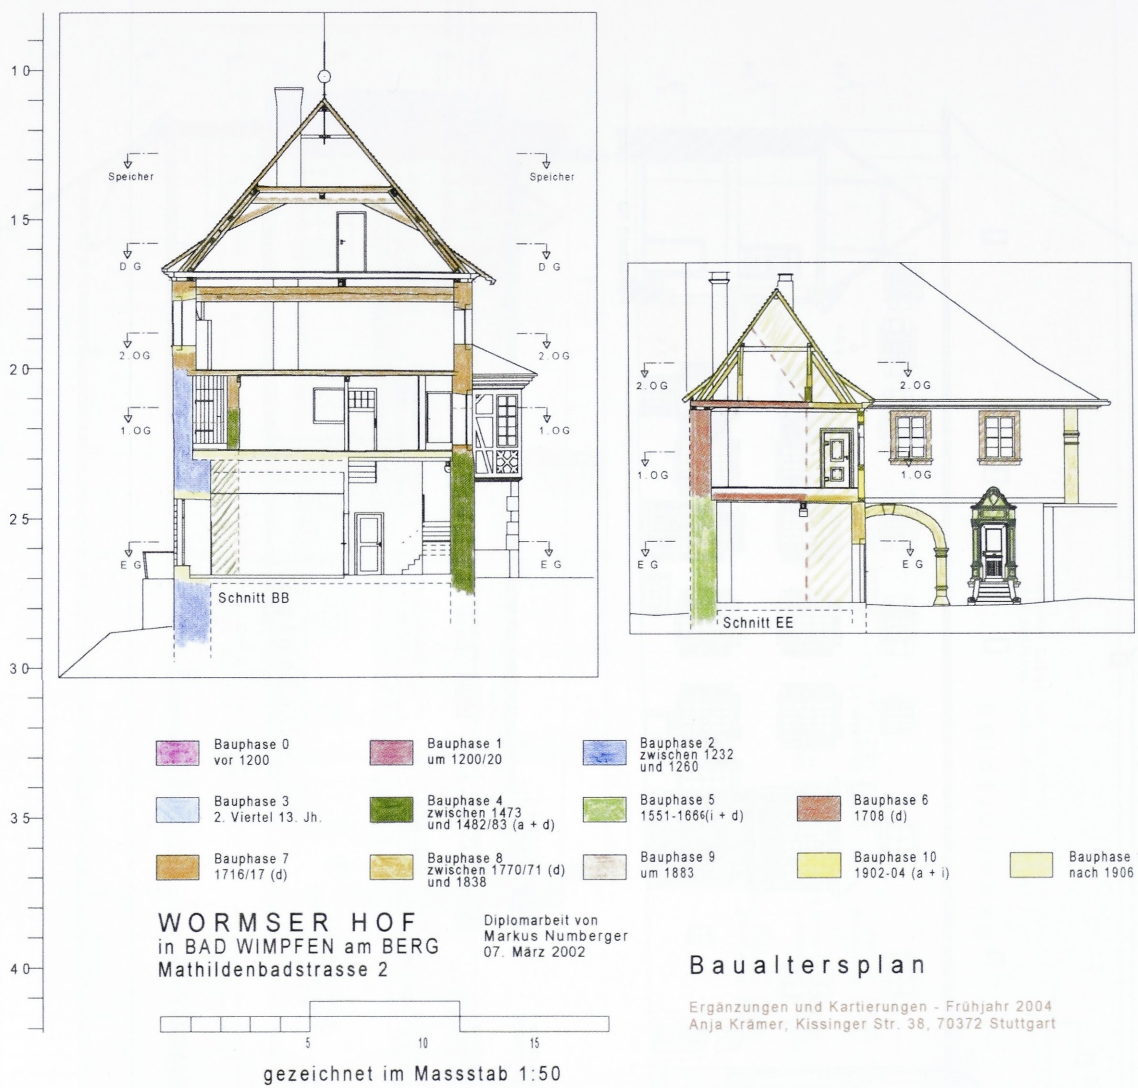 10
15
20
25
30
35
40
Speicher
Speicher
DG
DG
2.OG
2.OG
1.OG
1.OG
EG
EG
Schnitt BB
2.OG
2.OG
1.OG
1.OG
EG
EG
Schnitt EE
Bauphase 0
vor 1200
Bauphase 1
um 1200/20
Bauphase 2
zwischen 1232
und 1260
Bauphase 3
2. Viertel 13. Jh.
Bauphase 4
zwischen 1473
und 1482/83 (a + d)
Bauphase 5
1551-1666(i + d)
Bauphase 6
1708 (d)
Bauphase 7
1716/17 (d)
Bauphase 8
zwischen 1770/71 (d)
und 1838
Bauphase 9
um 1883
Bauphase 10
1902-04 (a + i)
Bauphase
nach 1906
WORMSER HOF
in BAD WIMPFEN am BERG
Mathildenbadstrasse 2
Diplomarbeit von
Markus Numberger
07. März 2002
Baualtersplan
Ergänzungen und Kartierungen - Frühjahr 2004
Anja Krämer, Kissinger Str. 38, 70372 Stuttgart
5
10
15
gezeichnet im Massstab 1:50